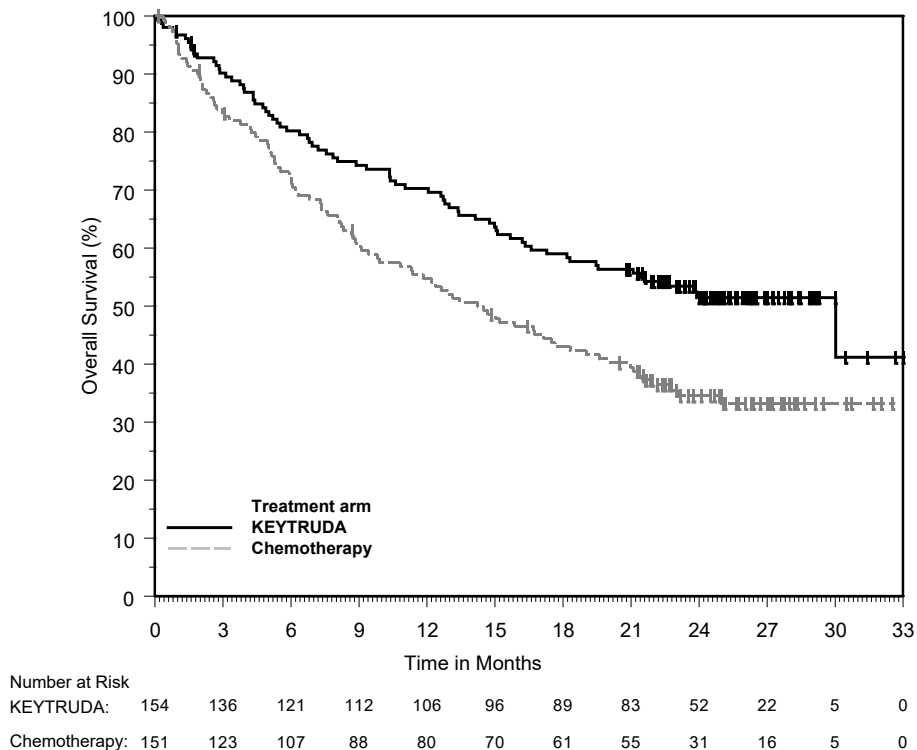 100
90
80
70
60
50
40
30
20
10
0
Overall Survival (%)
Treatment arm
KEYTRUDA
Chemotherapy
0 3 6 9 12 15 18 21 24 27 30 33
Time in Months
Number at Risk
KEYTRUDA: 154 136 121 112 106 96 89 83 52 22 5 0
Chemotherapy: 151 123 107 88 80 70 61 55 31 16 5 0